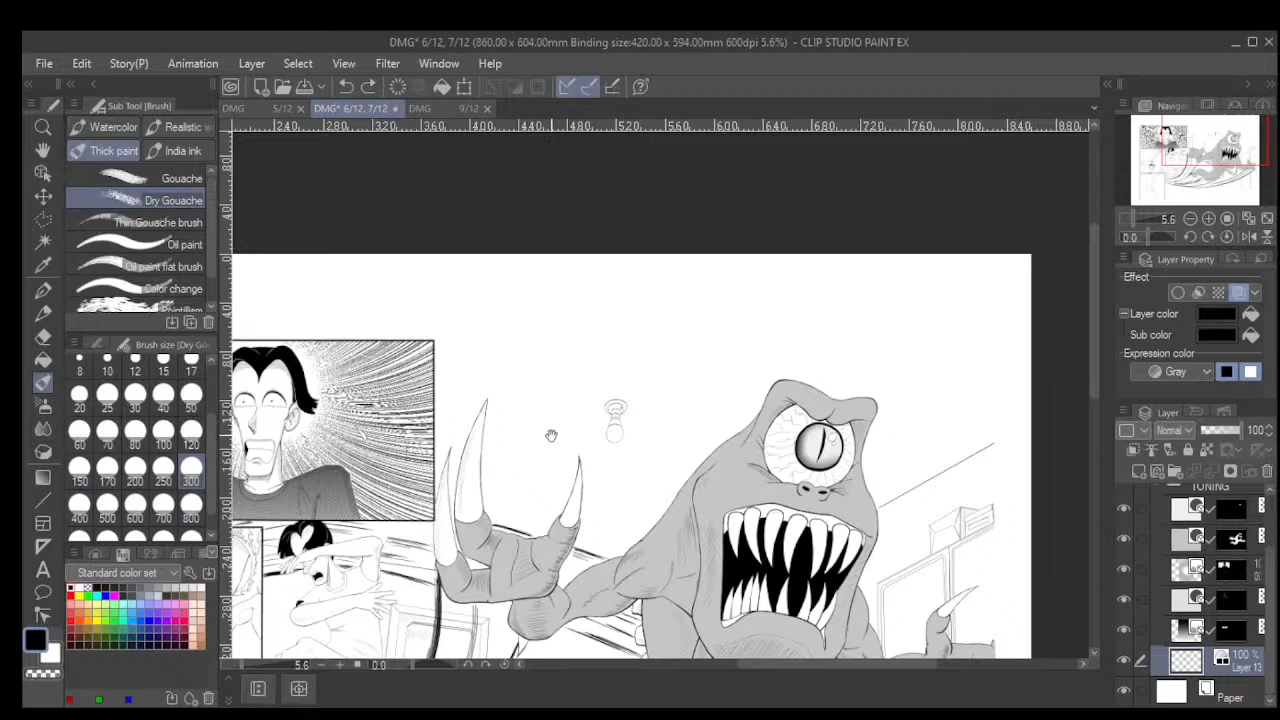 DMG* 6/12, 7/12 (860.00 x 604.00mm Binding size:420.00 x 594.00mm 600dpi 5.6%) - CLIP STUDIO PAINT EX
File Edit Story(P) Animation Layer Select View Filter Window Help
Sub Tool [Brush]
DMG 5/12 DMG* 6/12, 7/12 DMG 9/12
Navigat
Watercolor Realistic w
Thick paint India ink
240 280 320 360 400 440 480 520 560 600 640 680 720 760 800 840 880
Gouache
Dry Gouache
Thin Gouache brush
Oil paint
Oil paint flat brush
Color change
Pointillism
5.6
0.0
Layer Property
Effect
Layer color
Sub color
Expression color
Gray
Brush size [Dry Go
8 10 12 15 17
20 25 30 40 50
60 70 80 100 120
150 170 200 250 300
400 500 600 700 800
Layer
Normal 100
TUNING
Standard color set
100 %
Layer 13
Paper
5.6 0.0